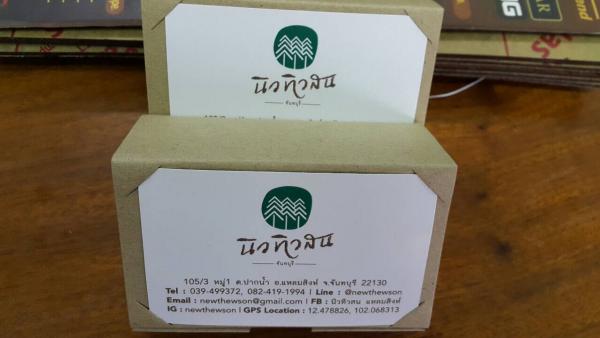 นิวทิวสน
จันทบุรี
นิวทิวสน
จันทบุรี
105/3 หมู่1 ต.ปากน้ำ อ.แหลมสิงห์ จ.จันทบุรี 22130
Tel : 039-499372, 082-419-1994 | Line : @newthewson
Email : newthewson@gmail.com | FB : นิวทิวสน แหลมสิงห์
IG : newthewson | GPS Location : 12.478826, 102.068313